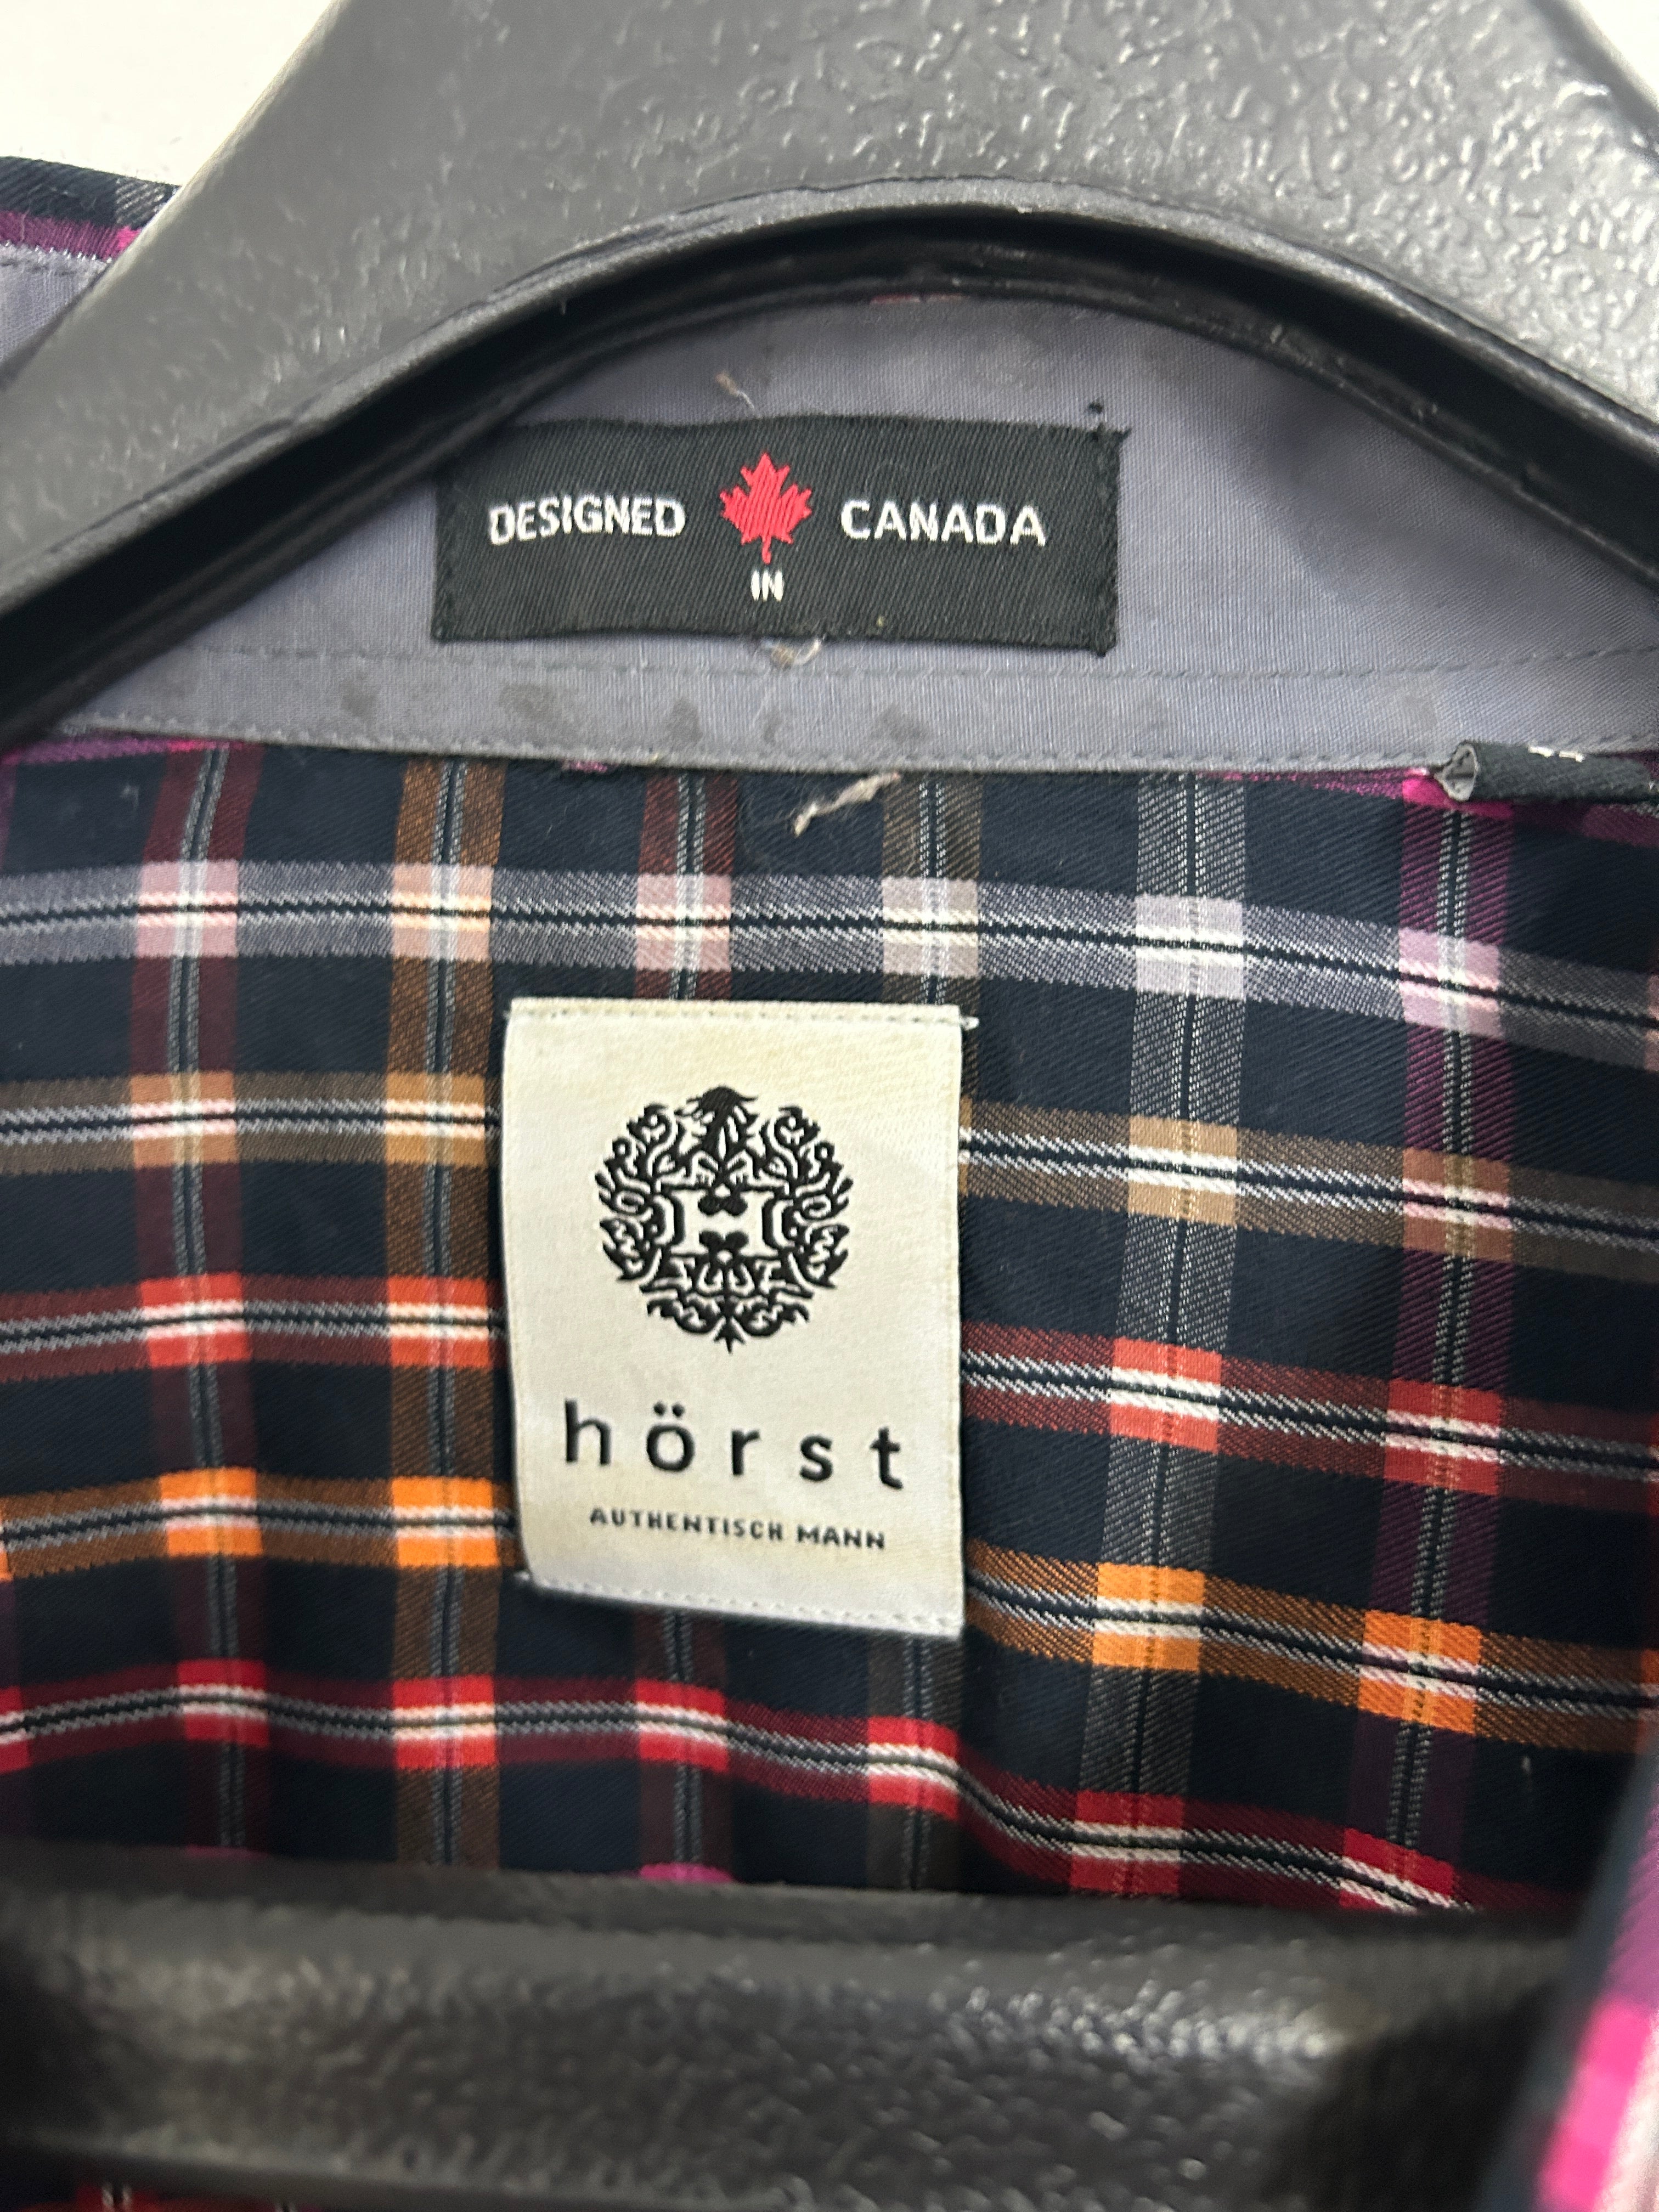 DESIGNED CANADA
IN
hörst
AUTHENTISCH MANN